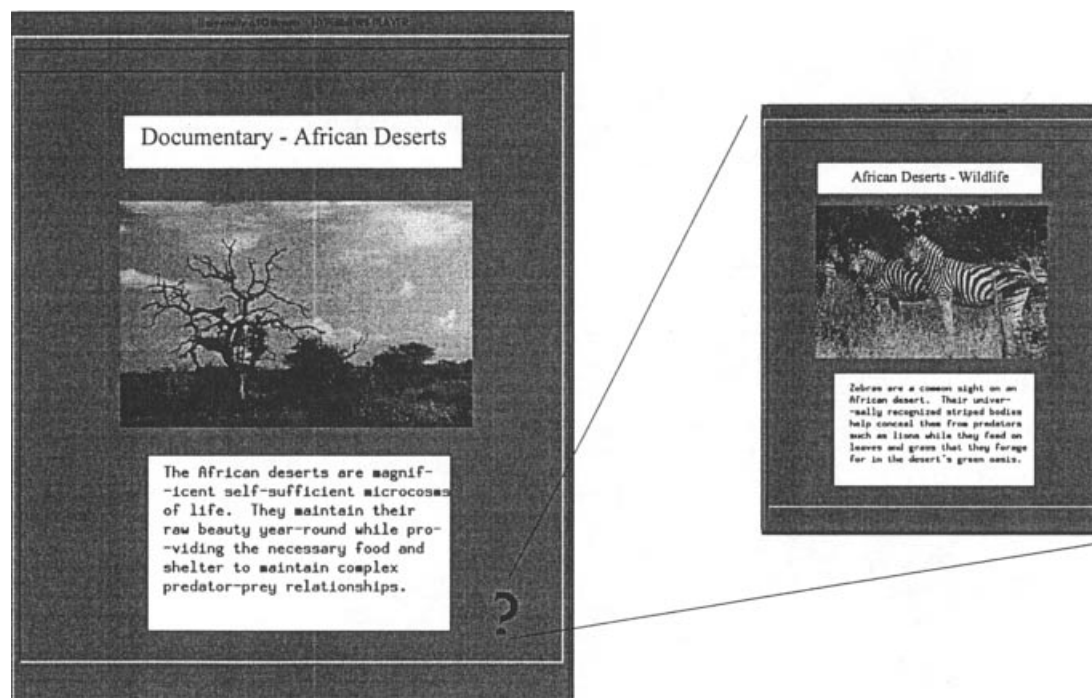 Documentary - African Deserts
The African deserts are magnif-
-icent self-sufficient microcosms
of life. They maintain their
raw beauty year-round while pro-
-viding the necessary food and
shelter to maintain complex
predator-prey relationships.
?
African Deserts - Wildlife
Zebras are a common sight on an
African desert. Their univer-
-sally recognized striped bodies
help conceal them from predators
such as lions while they feed on
leaves and grass that they forage
for in the desert's green oasis.